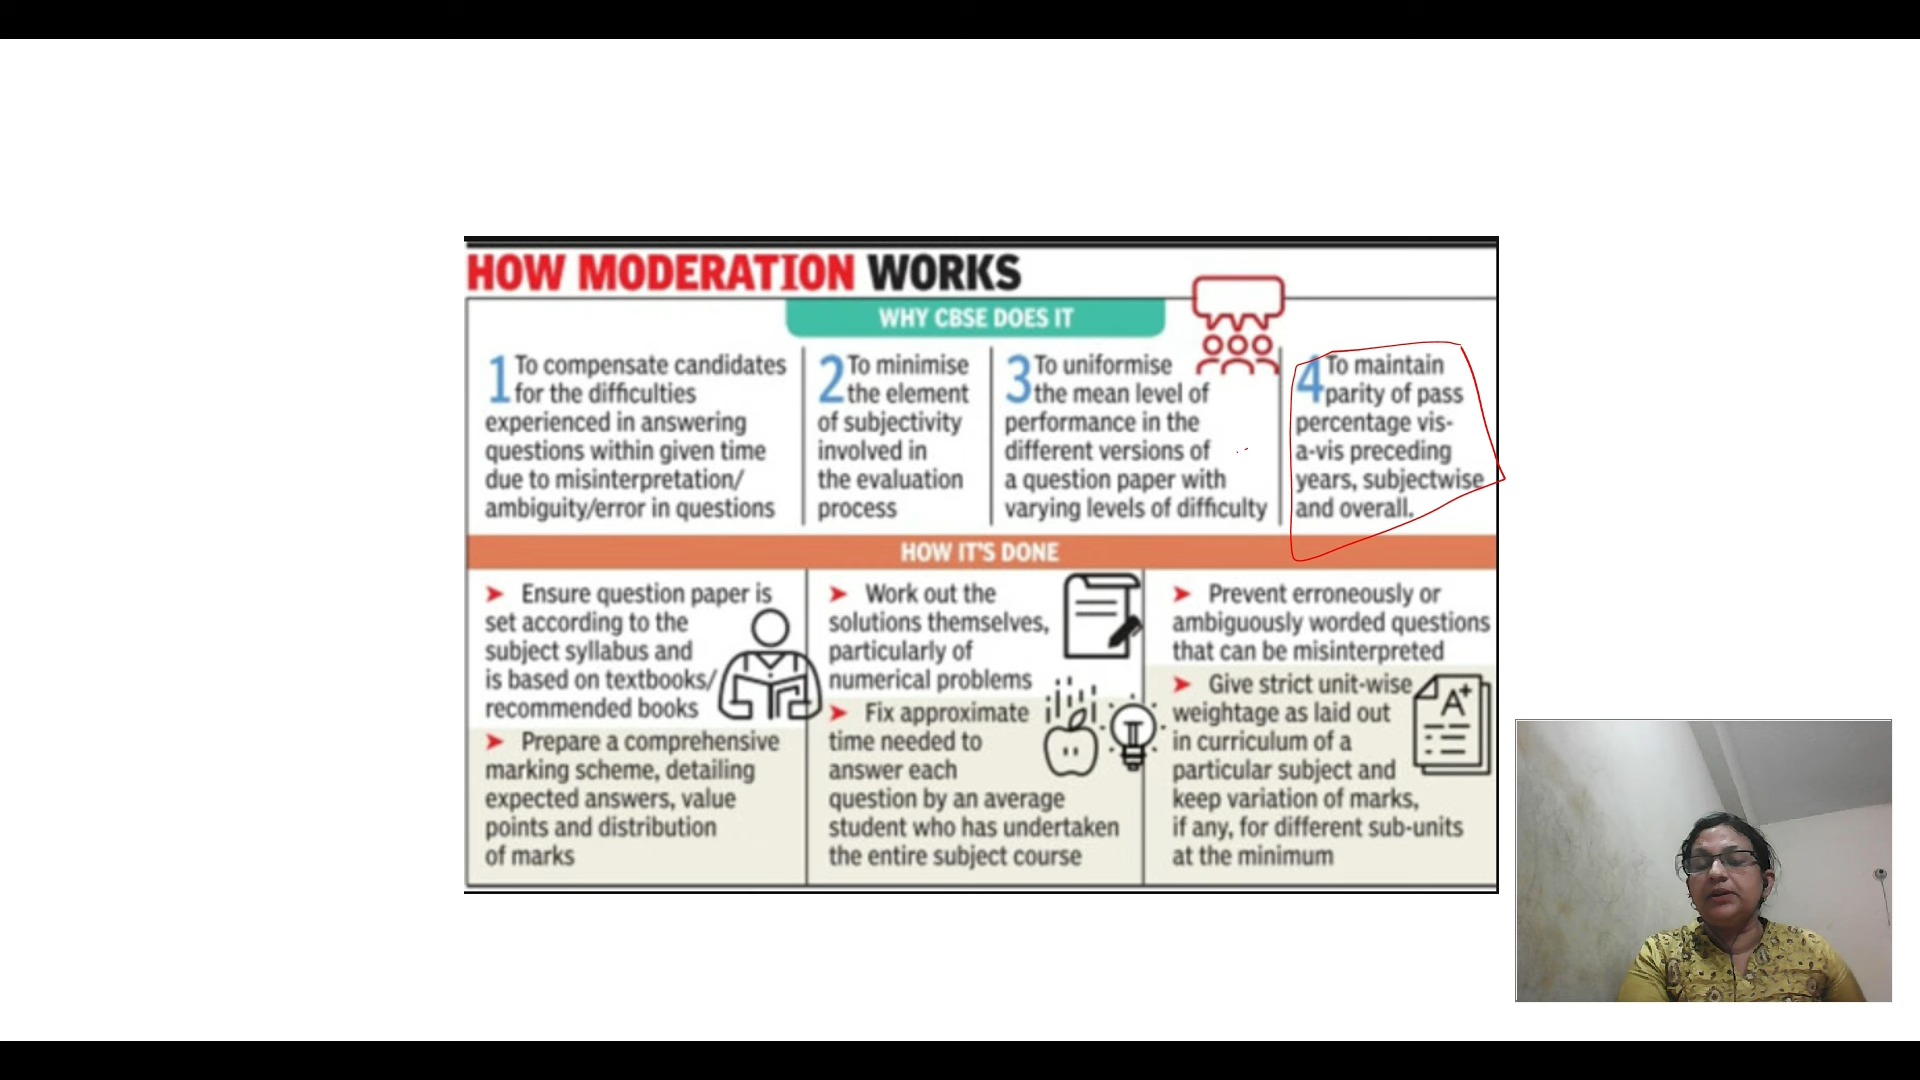 HOW MODERATION WORKS
WHY CBSE DOES IT
1 To compensate candidates
for the difficulties
experienced in answering
questions within given time
due to misinterpretation/
ambiguity/error in questions
2 To minimise
the element
of subjectivity
involved in
the evaluation
process
3 To uniformise
the mean level of
performance in the
different versions of
a question paper with
varying levels of difficulty
4 To maintain
parity of pass
percentage vis-
a-vis preceding
years, subjectwise
and overall.
HOW IT'S DONE
➤ Ensure question paper is
set according to the
subject syllabus and
is based on textbooks/
recommended books
➤ Prepare a comprehensive
marking scheme, detailing
expected answers, value
points and distribution
of marks
➤ Work out the
solutions themselves,
particularly of
numerical problems
➤ Fix approximate
time needed to
answer each
question by an average
student who has undertaken
the entire subject course
➤ Prevent erroneously or
ambiguously worded questions
that can be misinterpreted
➤ Give strict unit-wise
weightage as laid out
in curriculum of a
particular subject and
keep variation of marks,
if any, for different sub-units
at the minimum
A+